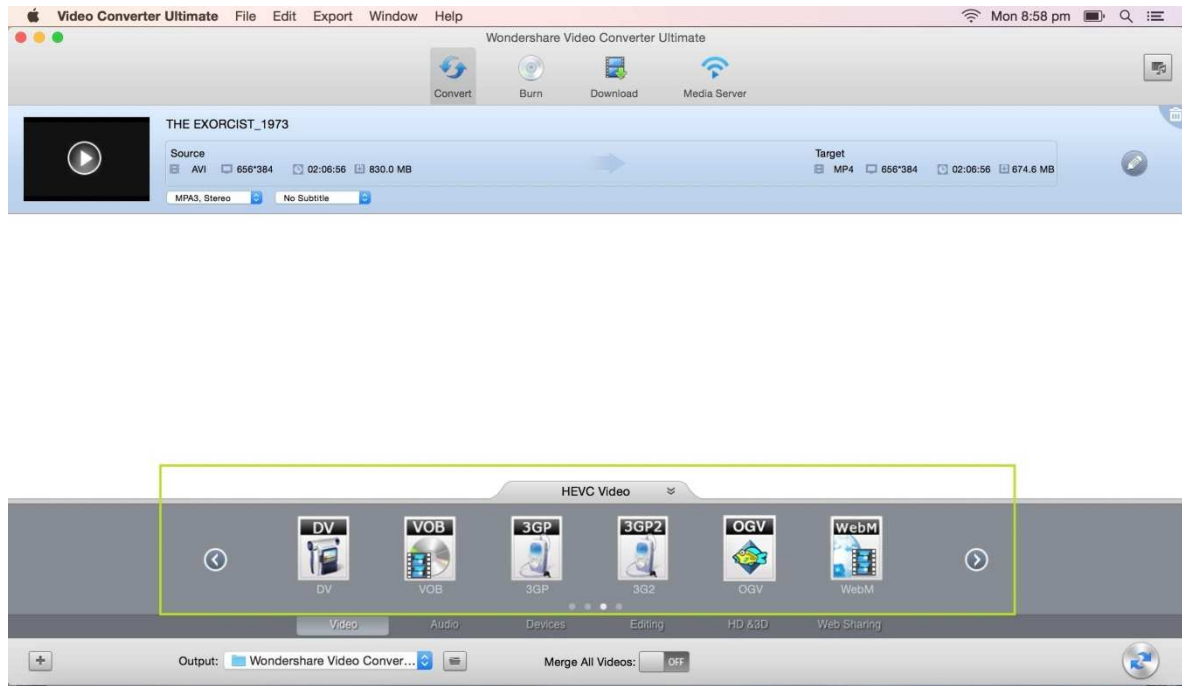 Video Converter Ultimate File Edit Export Window Help Mon 8:58 pm
Wondershare Video Converter Ultimate
Convert Burn Download Media Server
THE EXORCIST_1973
Source Target
AVI 656*384 02:06:56 830.0 MB MP4 656*384 02:06:56 674.6 MB
MPA3, Stereo No Subtitle
HEVC Video
DV VOB 3GP 3GP2 OGV WebM
DV VOB 3GP 3G2 OGV WebM
Video Audio Devices Editing HD &3D Web Sharing
Output: Wondershare Video Conver... Merge All Videos: OFF